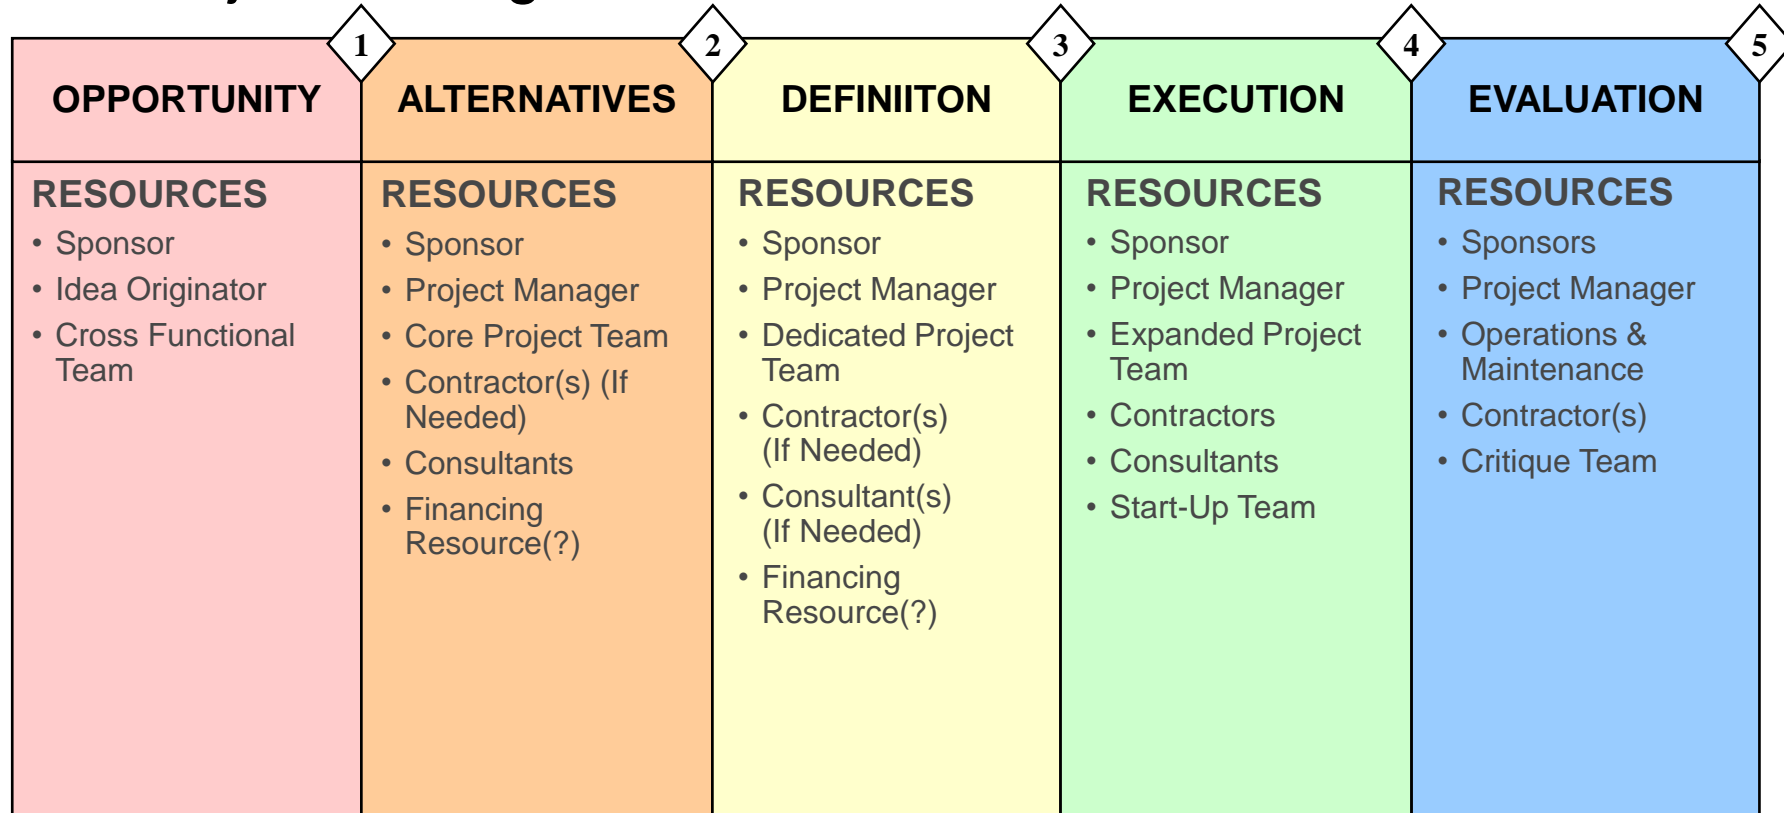 1
2
3
4
5
OPPORTUNITY
ALTERNATIVES
DEFINIITON
EXECUTION
EVALUATION
RESOURCES
• Sponsor
• Idea Originator
• Cross Functional
Team
RESOURCES
• Sponsor
• Project Manager
• Core Project Team
• Contractor(s) (If
Needed)
• Consultants
• Financing
Resource(?)
RESOURCES
• Sponsor
• Project Manager
• Dedicated Project
Team
• Contractor(s)
(If Needed)
• Consultant(s)
(If Needed)
• Financing
Resource(?)
RESOURCES
• Sponsor
• Project Manager
• Expanded Project
Team
• Contractors
• Consultants
• Start-Up Team
RESOURCES
• Sponsors
• Project Manager
• Operations &
Maintenance
• Contractor(s)
• Critique Team